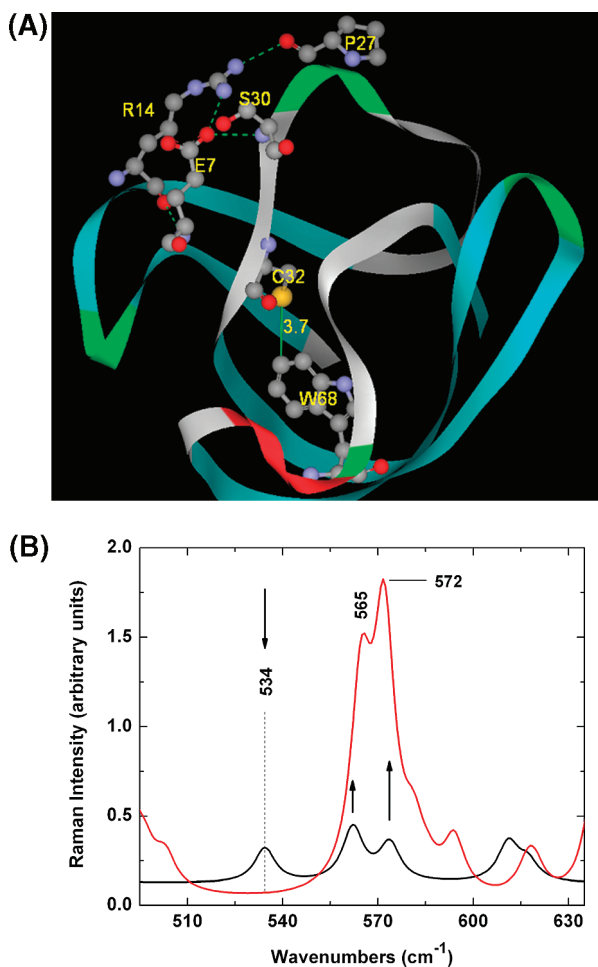 (A)
P27
R14
S30
E7
C32
3.7
W68
(B)
2.0
1.5
1.0
0.5
0.0
Raman Intensity (arbitrary units)
534
565
572
510 540 570 600 630
Wavenumbers (cm⁻¹)